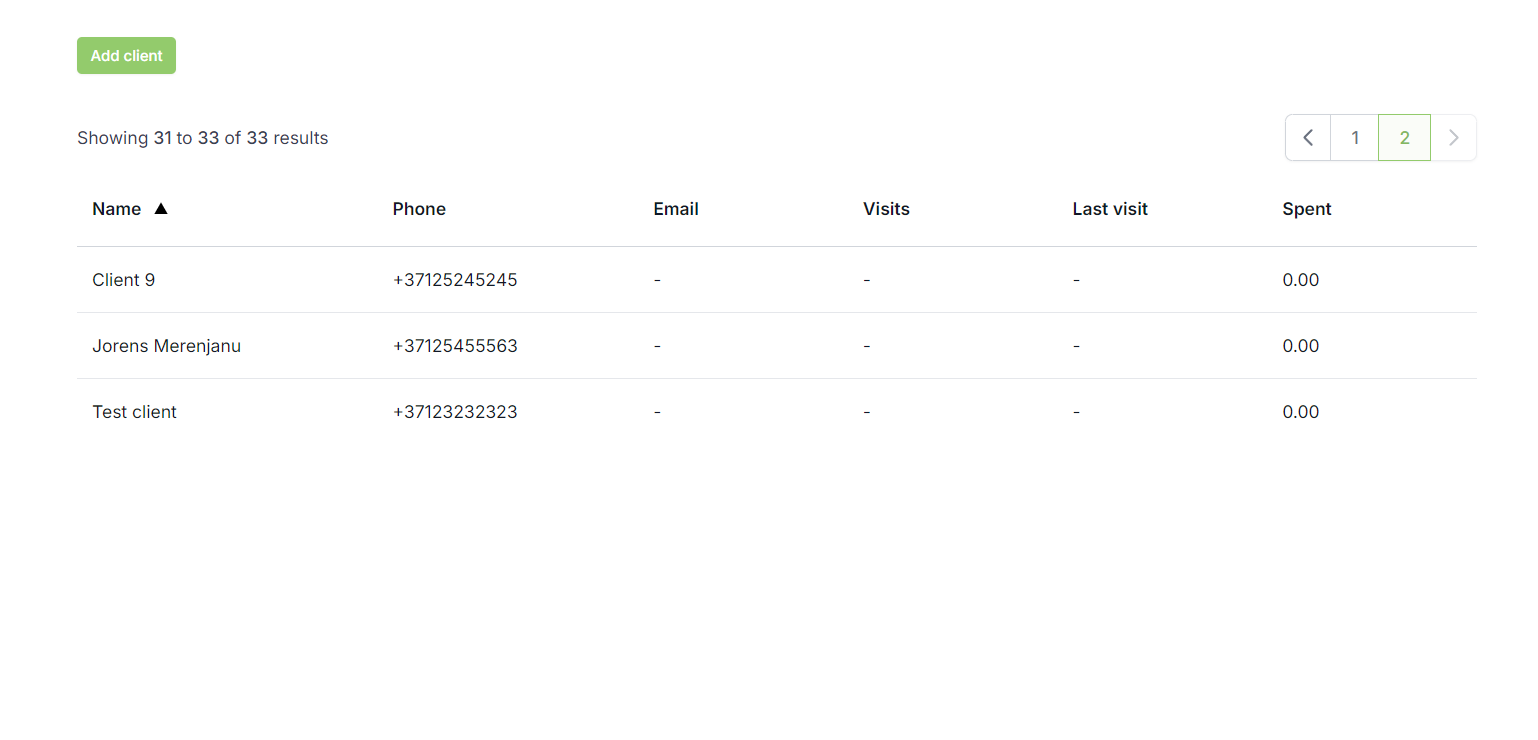 Add client
Showing 31 to 33 of 33 results
1 2
Name ▲ Phone Email Visits Last visit Spent
Client 9 +37125245245 - - - 0.00
Jorens Merenjanu +37125455563 - - - 0.00
Test client +37123232323 - - - 0.00